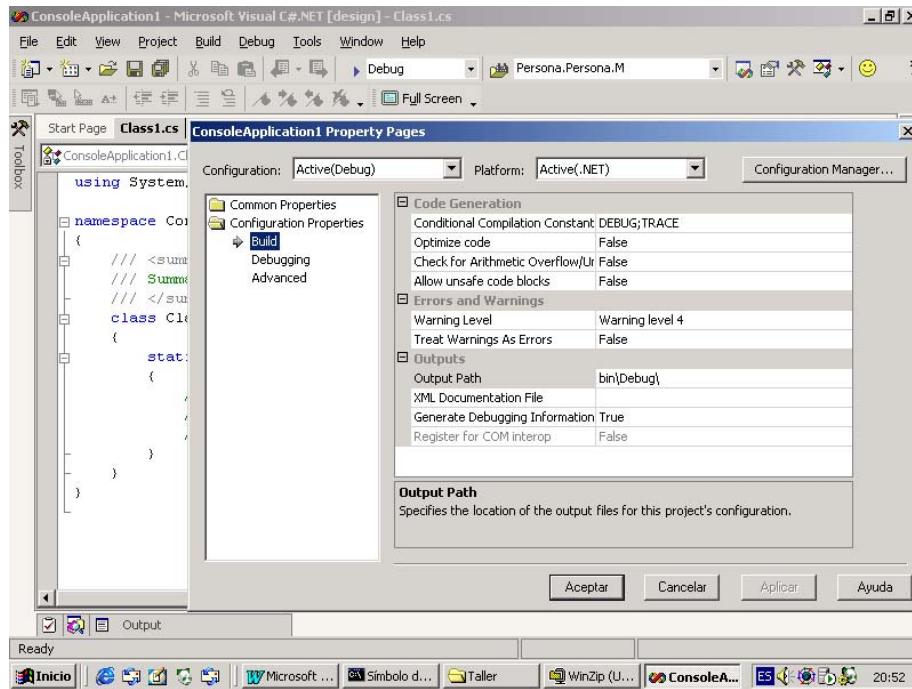 ConsoleApplication1 - Microsoft Visual C#.NET [design] - Class1.cs
File Edit View Project Build Debug Tools Window Help
Debug Persona.Persona.M
Full Screen
Toolbox
Start Page Class1.cs
ConsoleApplication1 Property Pages
ConsoleApplication1.Cl
Configuration: Active(Debug) Platform: Active(.NET) Configuration Manager...
using System
namespace Co
{
/// <summ
/// Summa
/// </su
class Cl
{
stat
{
}
}
}
Common Properties
Configuration Properties
Build
Debugging
Advanced
Code Generation
Conditional Compilation Constant DEBUG;TRACE
Optimize code False
Check for Arithmetic Overflow/Ur False
Allow unsafe code blocks False
Errors and Warnings
Warning Level Warning level 4
Treat Warnings As Errors False
Outputs
Output Path bin\Debug\
XML Documentation File
Generate Debugging Information True
Register for COM interop False
Output Path
Specifies the location of the output files for this project's configuration.
Aceptar Cancelar Aplicar Ayuda
Output
Ready
Inicio Microsoft ... Símbolo d... Taller WinZip (U... ConsoleA... ES 20:52